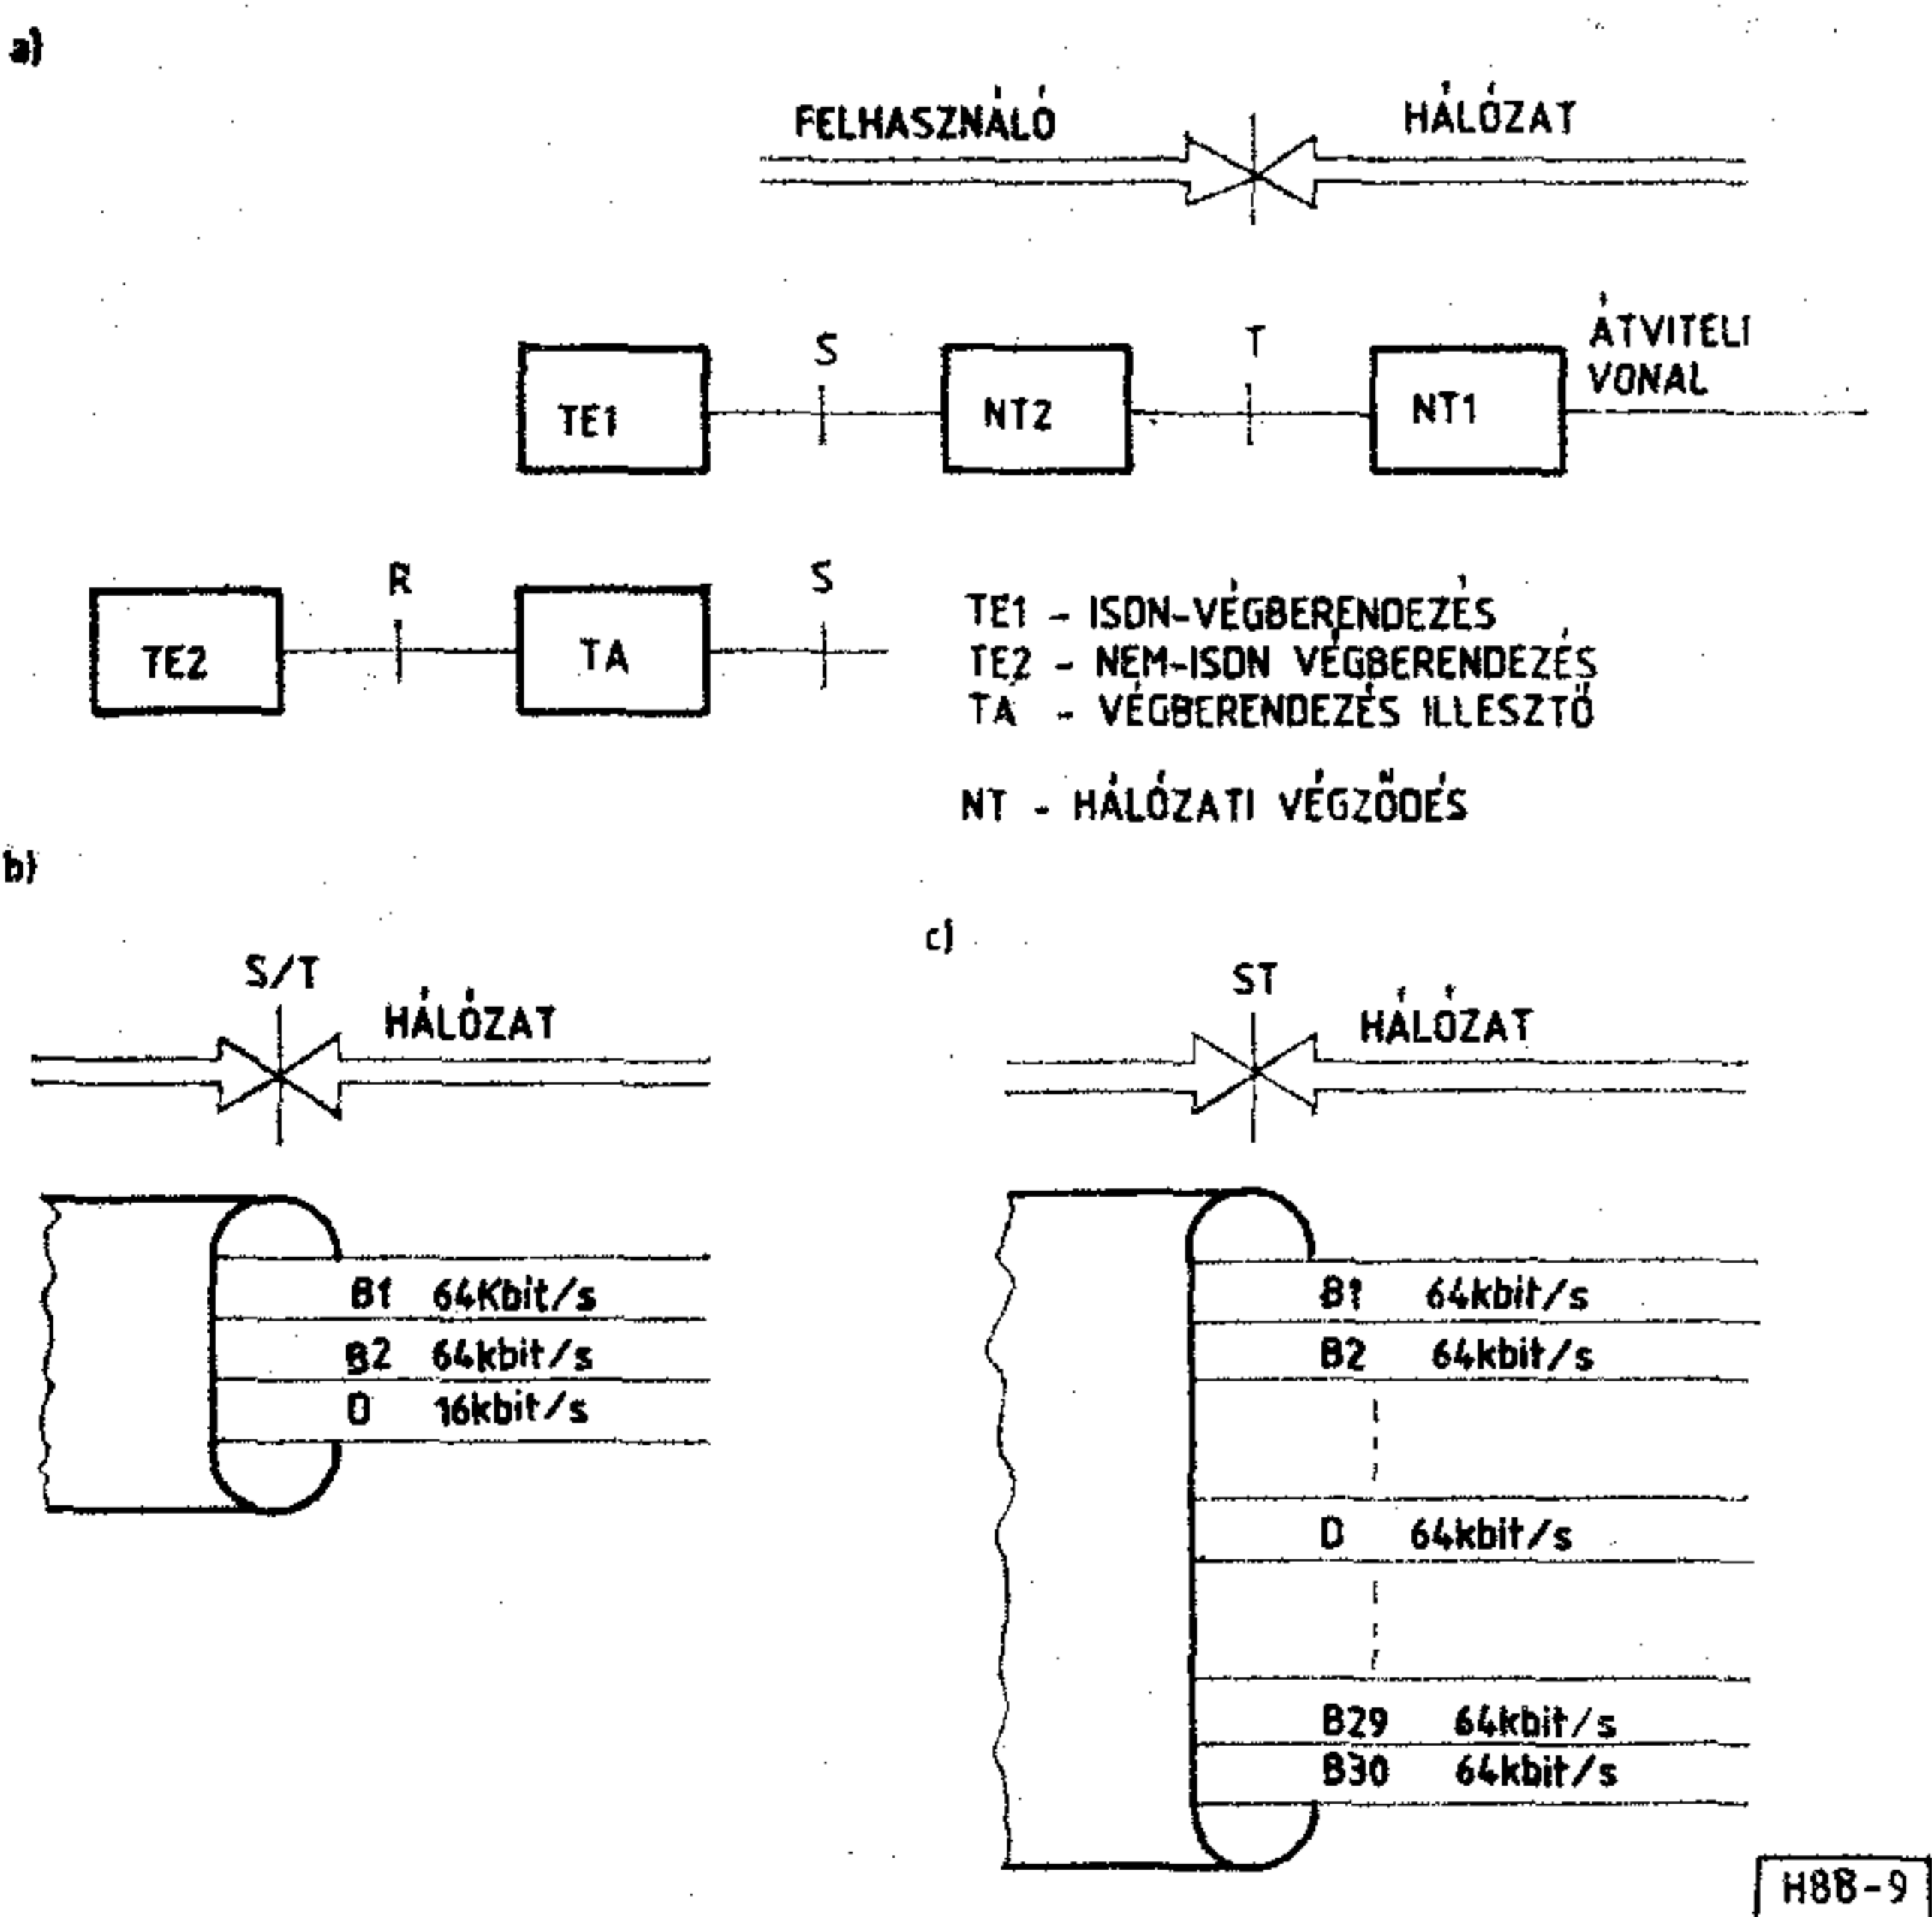 a)
FELHASZNÁLÓ
HÁLÓZAT
S
T
ÁTVITELI
VONAL
TE1
NT2
NT1
R
S
TE2
TA
TE1 - ISDN-VÉGBERENDEZÉS
TE2 - NEM-ISDN VÉGBERENDEZÉS
TA - VÉGBERENDEZÉS ILLESZTŐ
NT - HÁLÓZATI VÉGZŐDÉS
b)
S/T
HÁLÓZAT
B1 64Kbit/s
B2 64kbit/s
D 16kbit/s
c)
ST
HÁLÓZAT
B1 64kbit/s
B2 64kbit/s
D 64kbit/s
B29 64kbit/s
B30 64kbit/s
H88-9